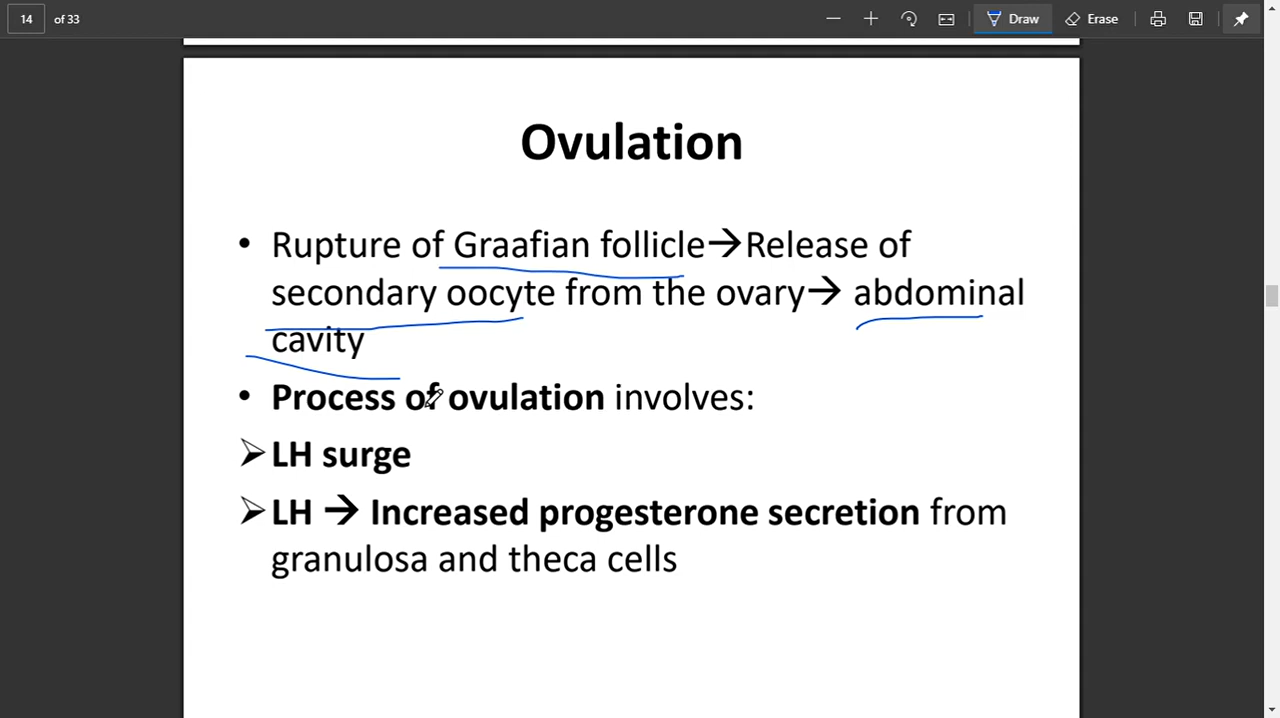 14 of 33 Draw Erase
Ovulation
• Rupture of Graafian follicle→Release of
secondary oocyte from the ovary→ abdominal
cavity
• Process of ovulation involves:
➢LH surge
➢LH → Increased progesterone secretion from
granulosa and theca cells